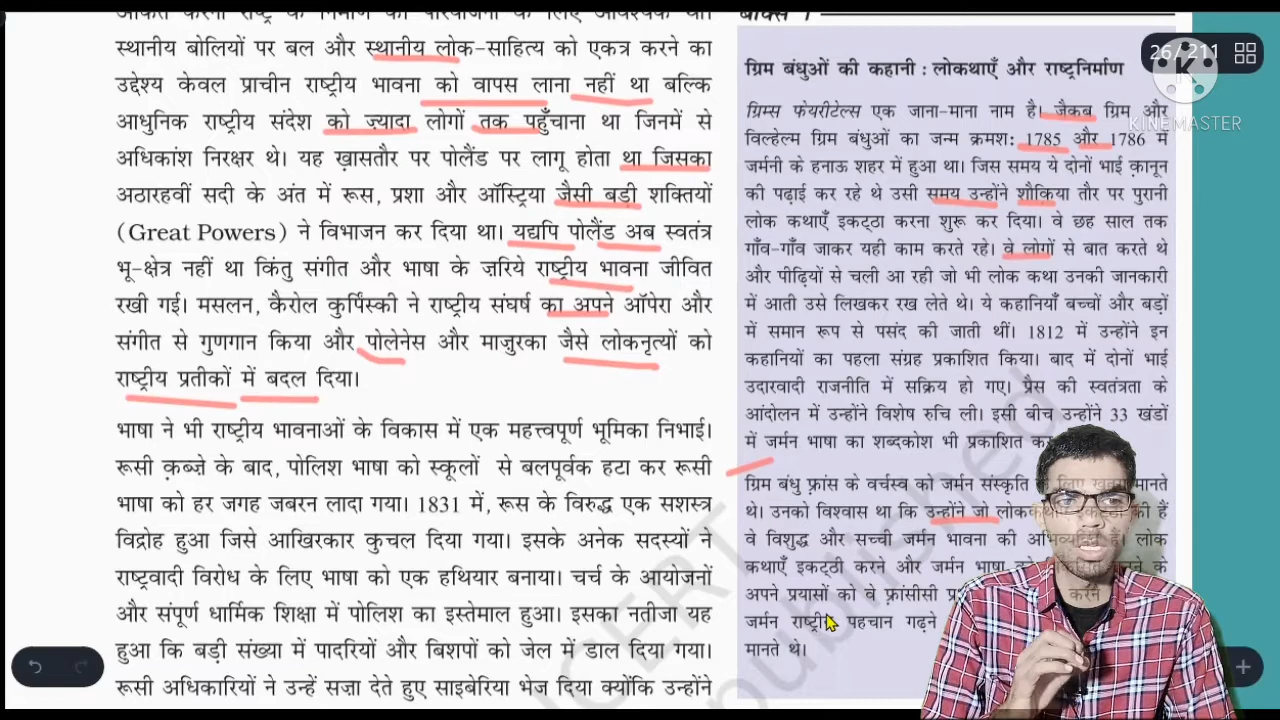 स्थानीय बोलियों पर बल और स्थानीय लोक-साहित्य को एकत्र करने का
उद्देश्य केवल प्राचीन राष्ट्रीय भावना को वापस लाना नहीं था बल्कि
आधुनिक राष्ट्रीय संदेश को ज़्यादा लोगों तक पहुँचाना था जिनमें से
अधिकांश निरक्षर थे। यह ख़ासतौर पर पोलैंड पर लागू होता था जिसका
अठारहवीं सदी के अंत में रूस, प्रशा और ऑस्ट्रिया जैसी बड़ी शक्तियों
(Great Powers) ने विभाजन कर दिया था। यद्यपि पोलैंड अब स्वतंत्र
भू-क्षेत्र नहीं था किंतु संगीत और भाषा के ज़रिये राष्ट्रीय भावना जीवित
रखी गई। मसलन, कैरोल कुर्पिंस्की ने राष्ट्रीय संघर्ष का अपने ऑपेरा और
संगीत से गुणगान किया और पोलेनेस और माज़ुरका जैसे लोकनृत्यों को
राष्ट्रीय प्रतीकों में बदल दिया।
भाषा ने भी राष्ट्रीय भावनाओं के विकास में एक महत्त्वपूर्ण भूमिका निभाई।
रूसी क़ब्ज़े के बाद, पोलिश भाषा को स्कूलों से बलपूर्वक हटा कर रूसी
भाषा को हर जगह जबरन लादा गया। 1831 में, रूस के विरुद्ध एक सशस्त्र
विद्रोह हुआ जिसे आखिरकार कुचल दिया गया। इसके अनेक सदस्यों ने
राष्ट्रवादी विरोध के लिए भाषा को एक हथियार बनाया। चर्च के आयोजनों
और संपूर्ण धार्मिक शिक्षा में पोलिश का इस्तेमाल हुआ। इसका नतीजा यह
हुआ कि बड़ी संख्या में पादरियों और बिशपों को जेल में डाल दिया गया।
रूसी अधिकारियों ने उन्हें सज़ा देते हुए साइबेरिया भेज दिया क्योंकि उन्होंने
26/211
K
KINEMASTER
ग्रिम बंधुओं की कहानी : लोकथाएँ और राष्ट्रनिर्माण
ग्रिम्स फेयरीटेल्स एक जाना-माना नाम है। जैकब ग्रिम और
विल्हेल्म ग्रिम बंधुओं का जन्म क्रमश: 1785 और 1786 में
जर्मनी के हनाऊ शहर में हुआ था। जिस समय ये दोनों भाई क़ानून
की पढ़ाई कर रहे थे उसी समय उन्होंने शौक़िया तौर पर पुरानी
लोक कथाएँ इकट्ठा करना शुरू कर दिया। वे छह साल तक
गाँव-गाँव जाकर यही काम करते रहे। वे लोगों से बात करते थे
और पीढ़ियों से चली आ रही जो भी लोक कथा उनकी जानकारी
में आती उसे लिखकर रख लेते थे। ये कहानियाँ बच्चों और बड़ों
में समान रूप से पसंद की जाती थीं। 1812 में उन्होंने इन
कहानियों का पहला संग्रह प्रकाशित किया। बाद में दोनों भाई
उदारवादी राजनीति में सक्रिय हो गए। प्रैस की स्वतंत्रता के
आंदोलन में उन्होंने विशेष रुचि ली। इसी बीच उन्होंने 33 खंडों
में जर्मन भाषा का शब्दकोश भी प्रकाशित
ग्रिम बंधु फ़्रांस के वर्चस्व को जर्मन संस्कृति के लिए ख़तरा मानते
थे। उनको विश्वास था कि उन्होंने जो की हैं
वे विशुद्ध और सच्ची जर्मन भावना की है। लोक
कथाएँ इकट्ठी करने और जर्मन भाषा के
अपने प्रयासों को वे फ़्रांसीसी करने
जर्मन राष्ट्रीय पहचान गढ़ने
मानते थे।
published